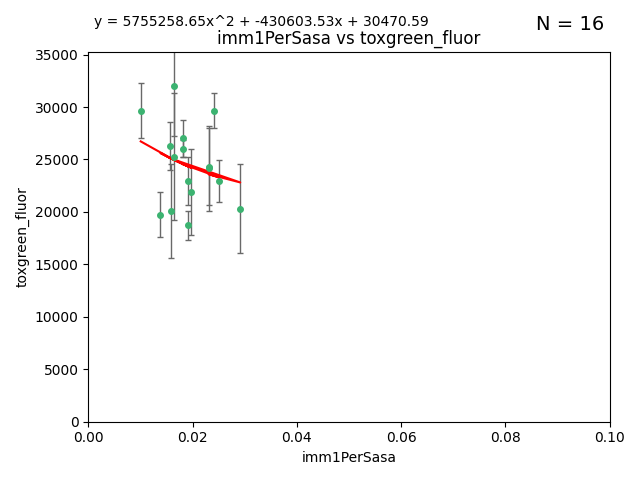 y = 5755258.65x^2 + -430603.53x + 30470.59
N = 16
imm1PerSasa vs toxgreen_fluor
35000
30000
25000
20000
15000
10000
5000
0
toxgreen_fluor
0.00 0.02 0.04 0.06 0.08 0.10
imm1PerSasa